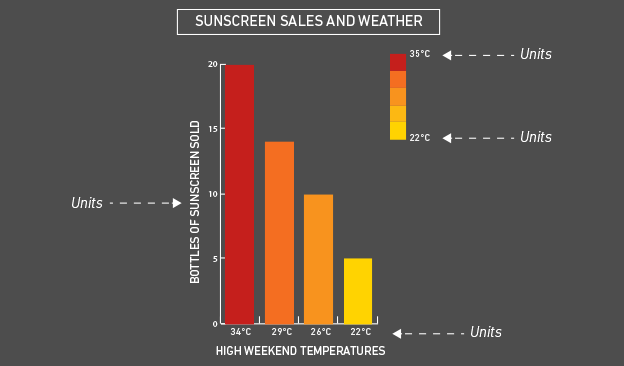 SUNSCREEN SALES AND WEATHER
35°C
Units
22°C
Units
BOTTLES OF SUNSCREEN SOLD
Units
20
15
10
5
0
34°C 29°C 26°C 22°C
Units
HIGH WEEKEND TEMPERATURES